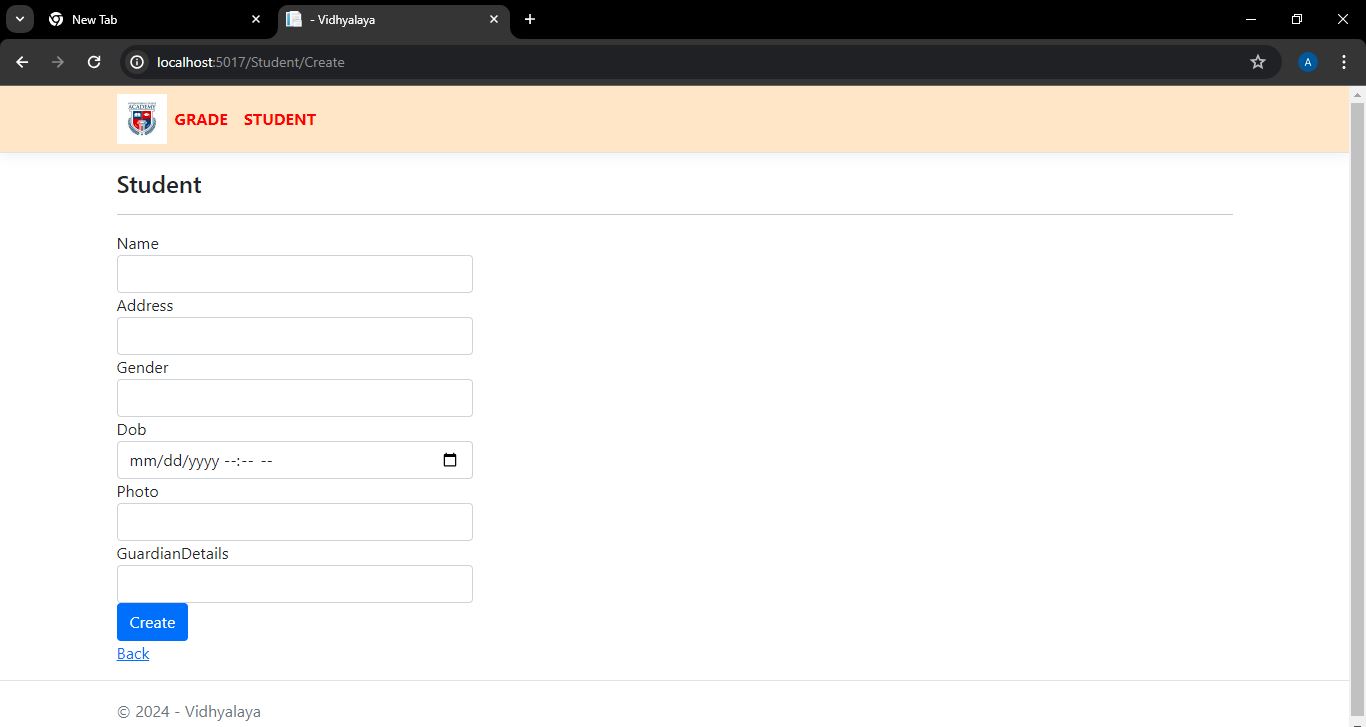 New Tab
- Vidhyalaya
localhost:5017/Student/Create
A
ACADEMY
GRADE STUDENT
Student
Name
Address
Gender
Dob
mm/dd/yyyy --:-- --
Photo
GuardianDetails
Create
Back
© 2024 - Vidhyalaya